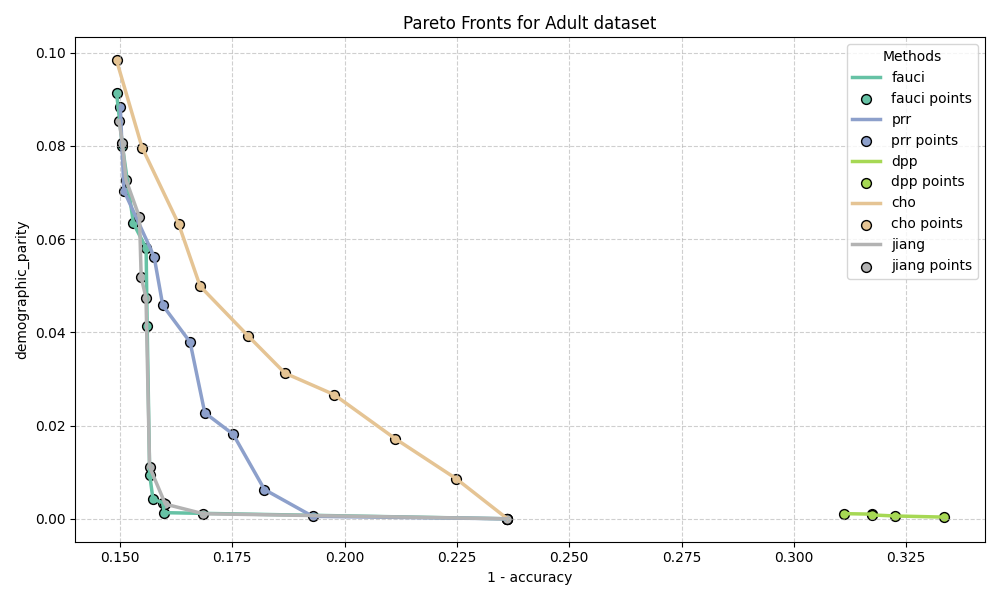 Pareto Fronts for Adult dataset
demographic_parity
0.10
0.08
0.06
0.04
0.02
0.00
0.150
0.175
0.200
0.225
0.250
0.275
0.300
0.325
1 - accuracy
Methods
fauci
fauci points
prr
prr points
dpp
dpp points
cho
cho points
jiang
jiang points